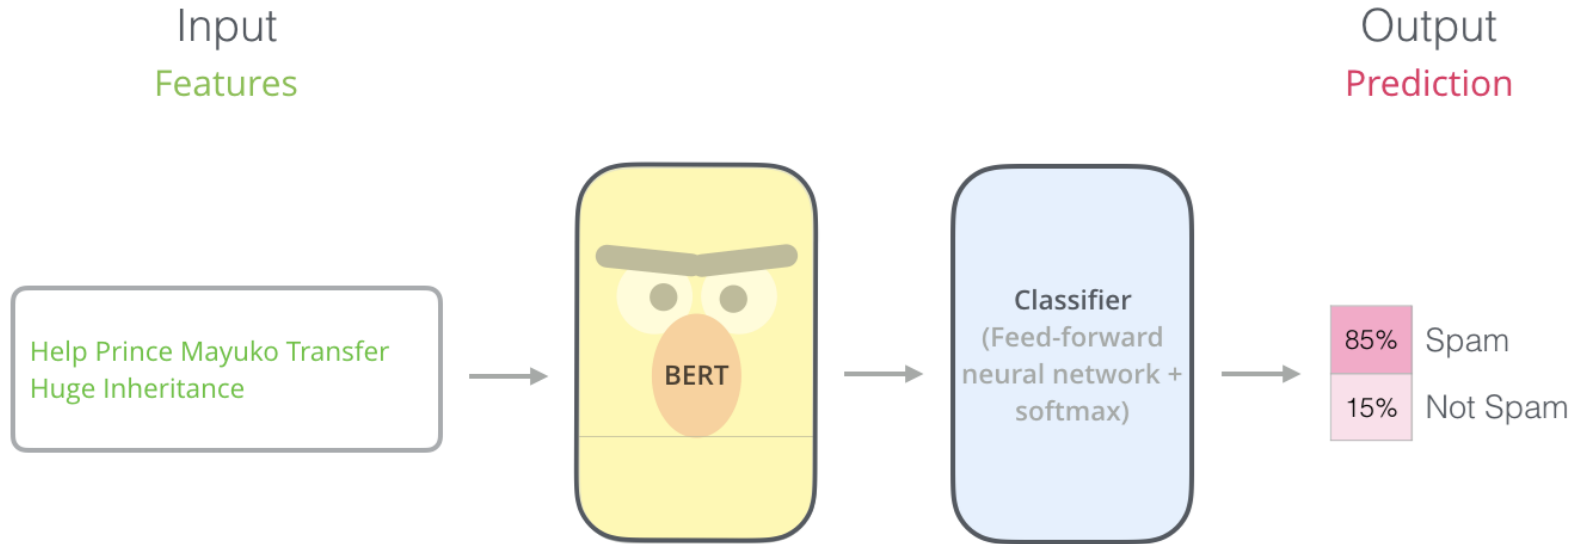 Input
Features
Output
Prediction
Help Prince Mayuko Transfer
Huge Inheritance
BERT
Classifier
(Feed-forward
neural network +
softmax)
85% Spam
15% Not Spam